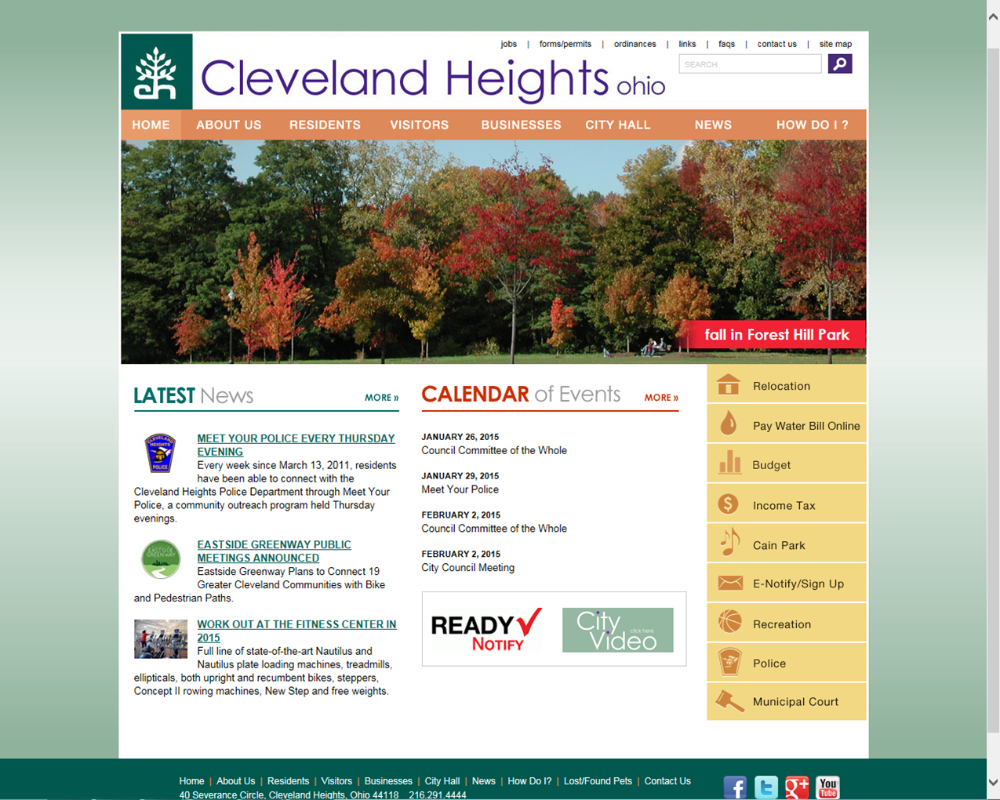 jobs | forms/permits | ordinances | links | faqs | contact us | site map
ch
Cleveland Heights ohio
SEARCH
HOME ABOUT US RESIDENTS VISITORS BUSINESSES CITY HALL NEWS HOW DO I ?
fall in Forest Hill Park
LATEST News MORE »
CLEVELAND HEIGHTS POLICE
MEET YOUR POLICE EVERY THURSDAY
EVENING
Every week since March 13, 2011, residents
have been able to connect with the
Cleveland Heights Police Department through Meet Your
Police, a community outreach program held Thursday
evenings.
EASTSIDE GREENWAY
EASTSIDE GREENWAY PUBLIC
MEETINGS ANNOUNCED
Eastside Greenway Plans to Connect 19
Greater Cleveland Communities with Bike
and Pedestrian Paths.
WORK OUT AT THE FITNESS CENTER IN
2015
Full line of state-of-the-art Nautilus and
Nautilus plate loading machines, treadmills,
ellipticals, both upright and recumbent bikes, steppers,
Concept II rowing machines, New Step and free weights.
CALENDAR of Events MORE »
JANUARY 26, 2015
Council Committee of the Whole
JANUARY 29, 2015
Meet Your Police
FEBRUARY 2, 2015
Council Committee of the Whole
FEBRUARY 2, 2015
City Council Meeting
READY
NOTIFY
City
click here
Video
Relocation
Pay Water Bill Online
Budget
$ Income Tax
Cain Park
E-Notify/Sign Up
Recreation
Police
Municipal Court
Home | About Us | Residents | Visitors | Businesses | City Hall | News | How Do I? | Lost/Found Pets | Contact Us
40 Severance Circle, Cleveland Heights, Ohio 44118 216.291.4444
f t g+ You Tube